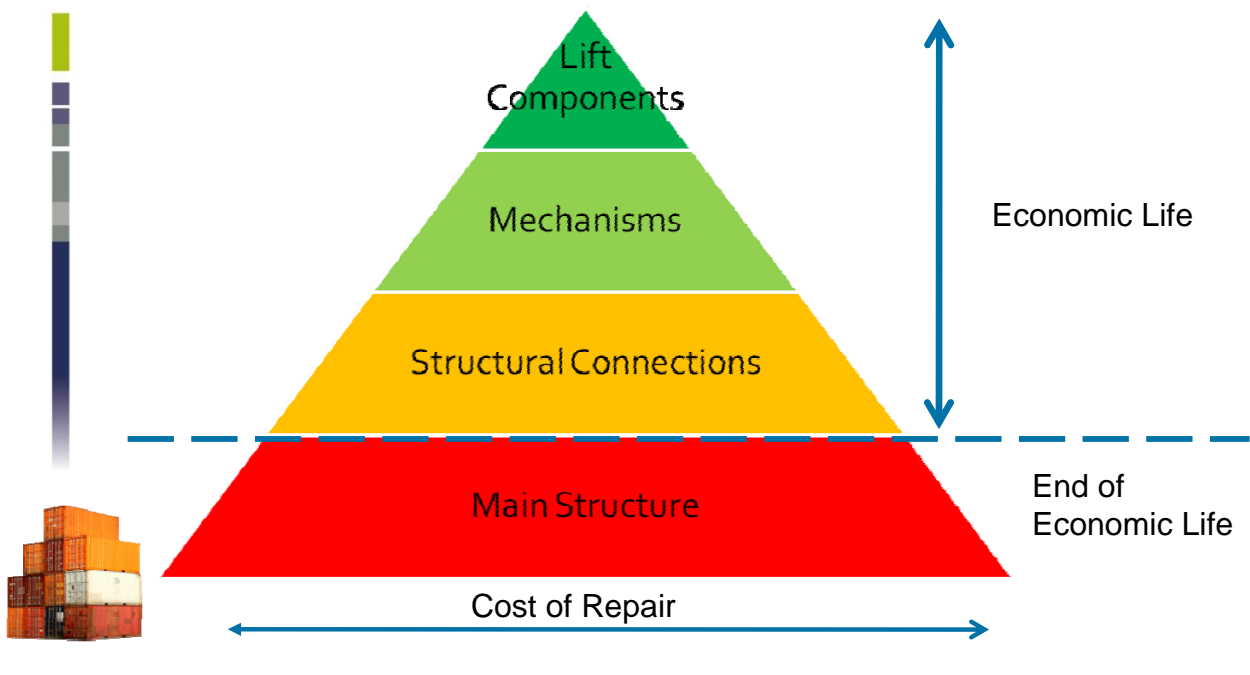 Lift
Components
Mechanisms
Economic Life
Structural Connections
Main Structure
End of
Economic Life
Cost of Repair